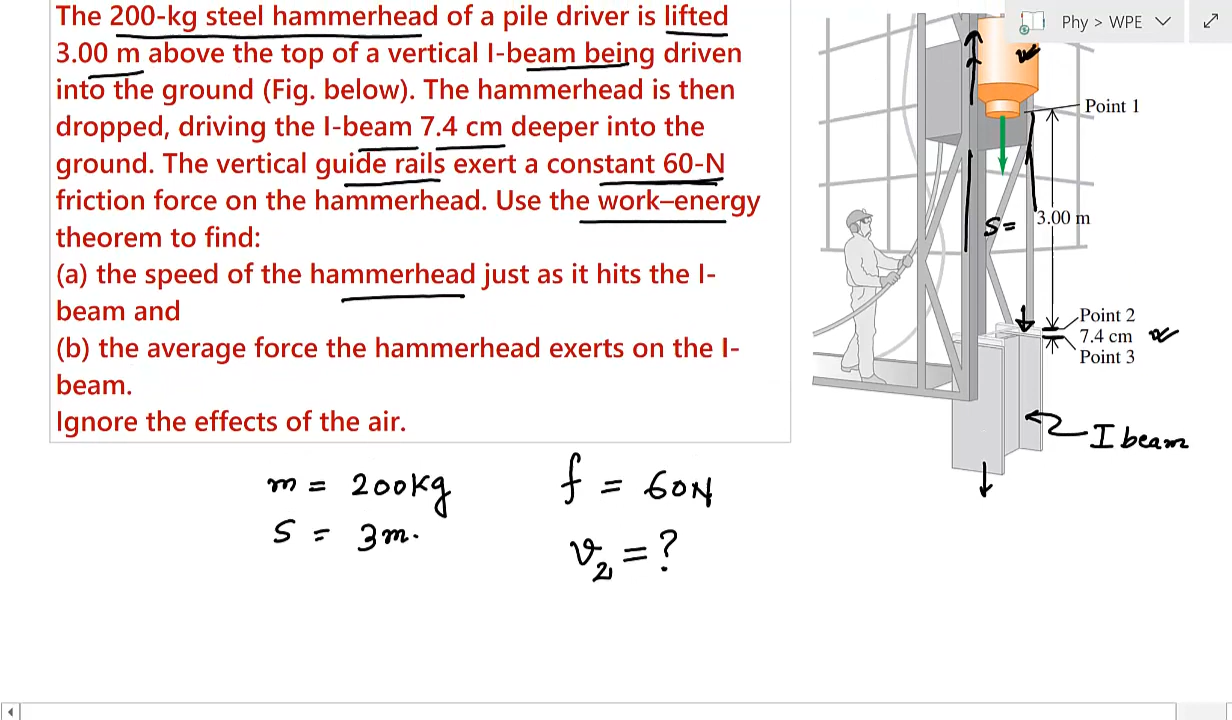 The 200-kg steel hammerhead of a pile driver is lifted
3.00 m above the top of a vertical I-beam being driven
into the ground (Fig. below). The hammerhead is then
dropped, driving the I-beam 7.4 cm deeper into the
ground. The vertical guide rails exert a constant 60-N
friction force on the hammerhead. Use the work–energy
theorem to find:
(a) the speed of the hammerhead just as it hits the I-
beam and
(b) the average force the hammerhead exerts on the I-
beam.
Ignore the effects of the air.
Phy > WPE
Point 1
S =
3.00 m
Point 2
7.4 cm
Point 3
I beam
m = 200kg
f = 60N
S = 3m.
v₂ = ?